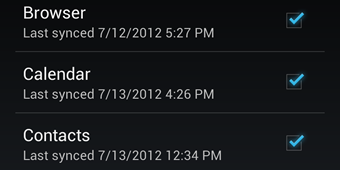 Browser
Last synced 7/12/2012 5:27 PM
Calendar
Last synced 7/13/2012 4:26 PM
Contacts
Last synced 7/13/2012 12:34 PM